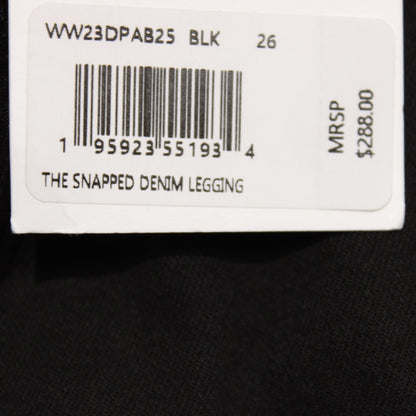 WW23DPAB25 BLK 26
1 95923 55193 4
THE SNAPPED DENIM LEGGING
MRSP
$288.00